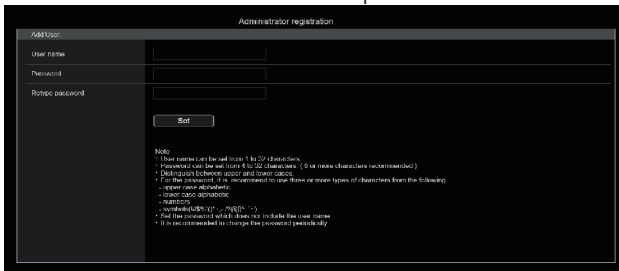 Administrator registration
Add User.
User name
Password
Retype password
Set
Note
· User name can be set from 1 to 32 characters.
· Password can be set from 4 to 32 characters. ( 8 or more characters recommended )
· Distinguish between upper and lower cases.
· For the password, it is recommend to use three or more types of characters from the following
- upper case alphabetic
- lower case alphabetic
- numbers
- symbols
· Set the password which does not include the user name
· It is recommended to change the password periodically